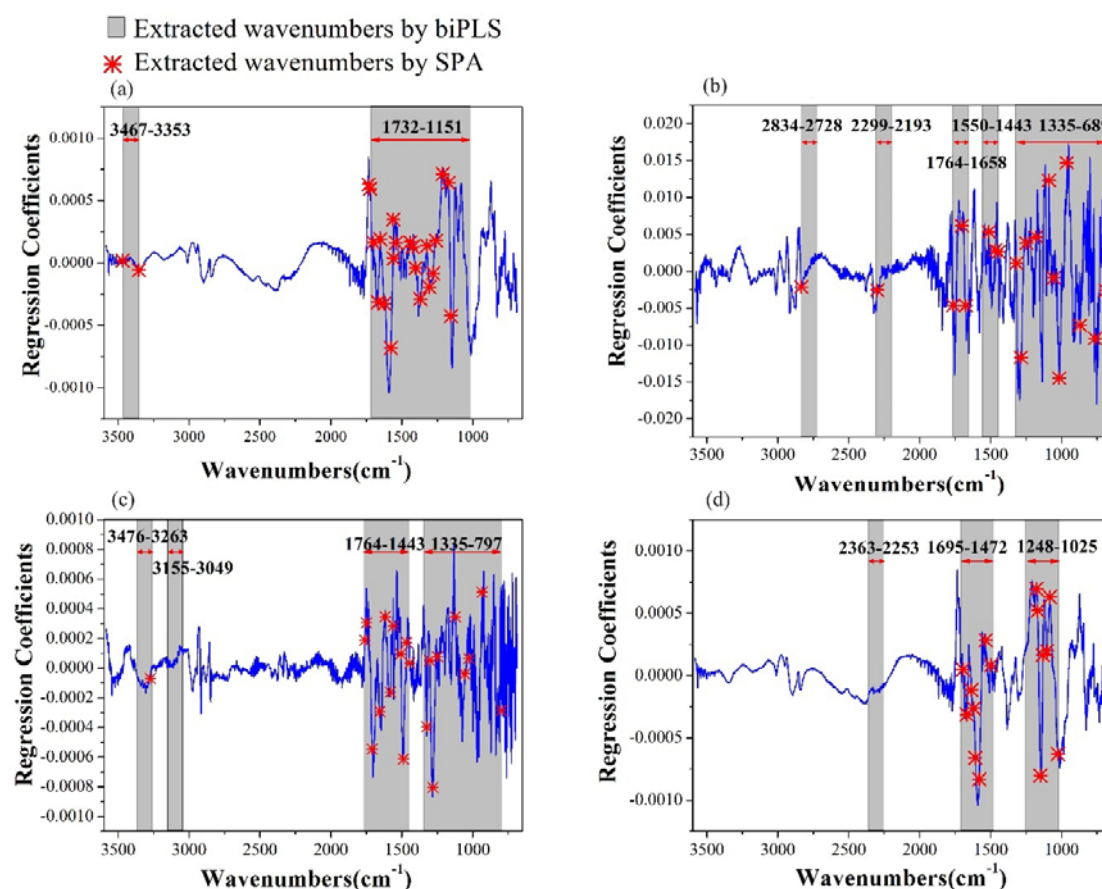 Extracted wavenumbers by biPLS
Extracted wavenumbers by SPA
(a)
3467-3353
1732-1151
0.0010
0.0005
0.0000
-0.0005
-0.0010
Regression Coefficients
3500 3000 2500 2000 1500 1000
Wavenumbers(cm-1)
(b)
2834-2728 2299-2193 1550-1443 1335-689
1764-1658
0.020
0.015
0.010
0.005
0.000
-0.005
-0.010
-0.015
-0.020
Regression Coefficients
3500 3000 2500 2000 1500 1000
Wavenumbers(cm-1)
(c)
3476-3263
3155-3049
1764-1443 1335-797
0.0010
0.0008
0.0006
0.0004
0.0002
0.0000
-0.0002
-0.0004
-0.0006
-0.0008
-0.0010
Regression Coefficients
3500 3000 2500 2000 1500 1000
Wavenumbers(cm-1)
(d)
2363-2253 1695-1472 1248-1025
0.0010
0.0005
0.0000
-0.0005
-0.0010
Regression Coefficients
3500 3000 2500 2000 1500 1000
Wavenumbers(cm-1)